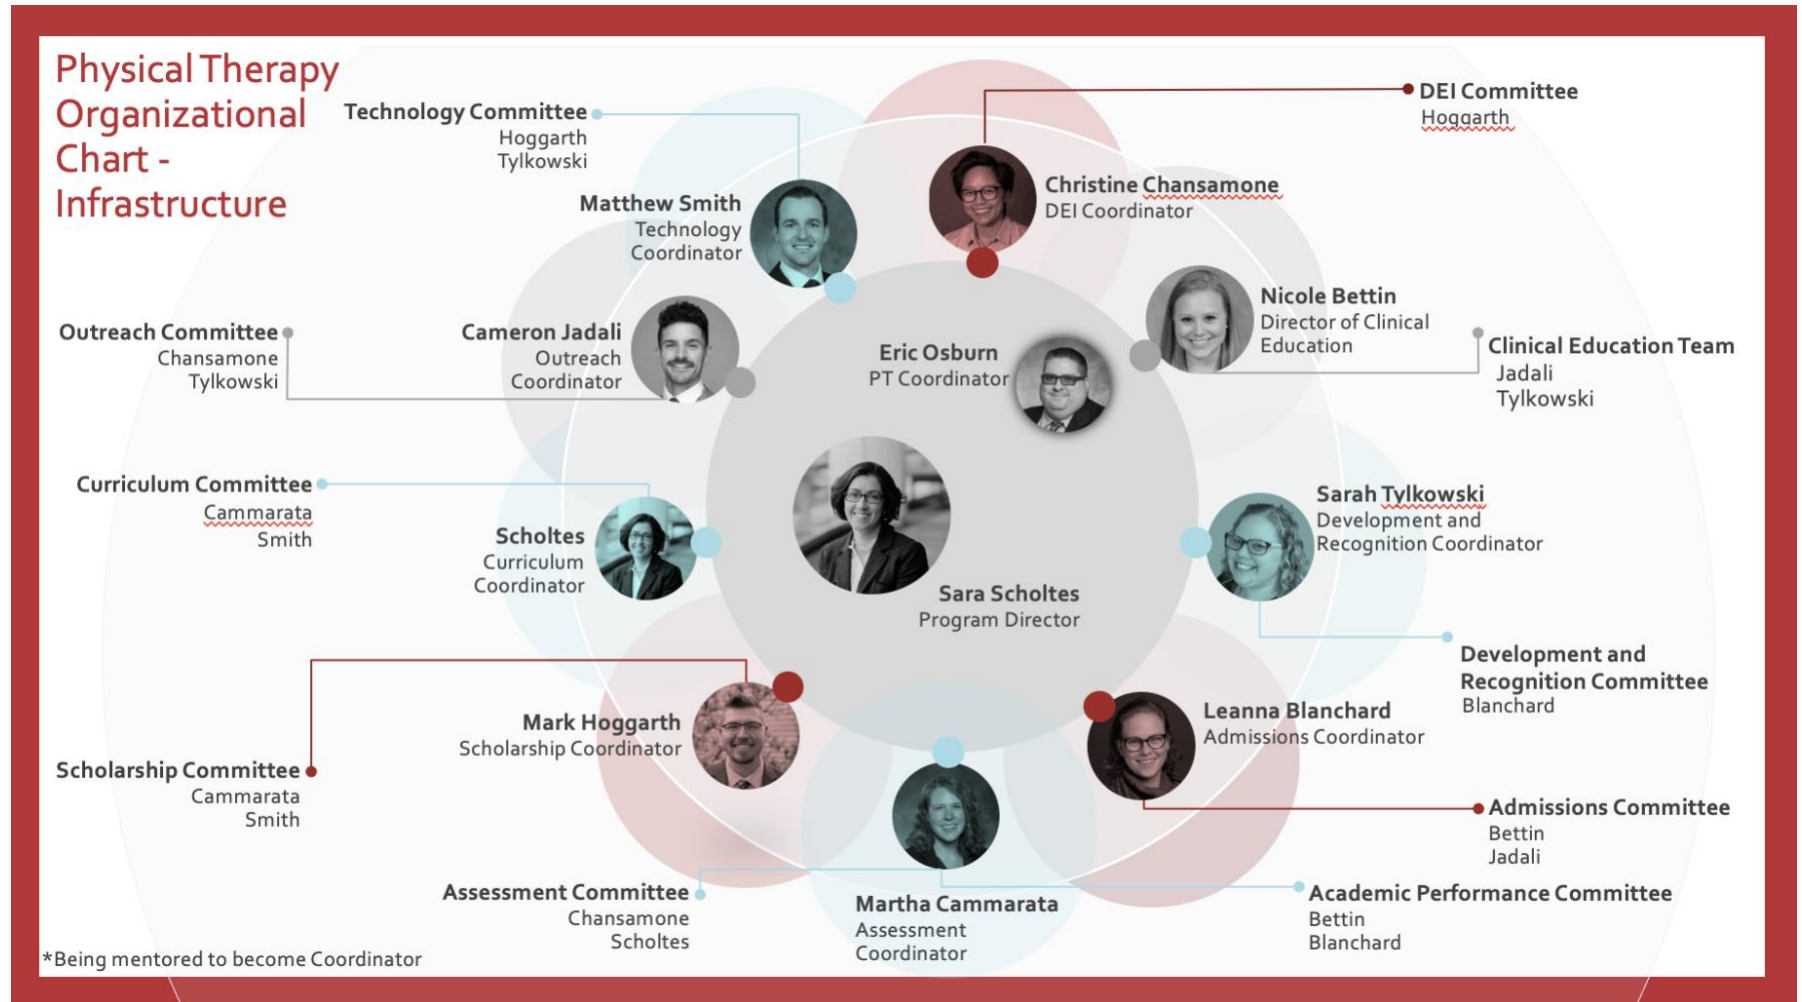 Physical Therapy
Organizational
Chart -
Infrastructure
Technology Committee
Hoggarth
Tylkowski
Matthew Smith
Technology
Coordinator
DEI Committee
Hoggarth
Christine Chansamone
DEI Coordinator
Nicole Bettin
Director of Clinical
Education
Clinical Education Team
Jadali
Tylkowski
Outreach Committee
Chansamone
Tylkowski
Cameron Jadali
Outreach
Coordinator
Eric Osburn
PT Coordinator
Curriculum Committee
Cammarata
Smith
Scholtes
Curriculum
Coordinator
Sara Scholtes
Program Director
Sarah Tylkowski
Development and
Recognition Coordinator
Development and
Recognition Committee
Blanchard
Mark Hoggarth
Scholarship Coordinator
Scholarship Committee
Cammarata
Smith
Leanna Blanchard
Admissions Coordinator
Admissions Committee
Bettin
Jadali
Assessment Committee
Chansamone
Scholtes
Martha Cammarata
Assessment
Coordinator
Academic Performance Committee
Bettin
Blanchard
*Being mentored to become Coordinator